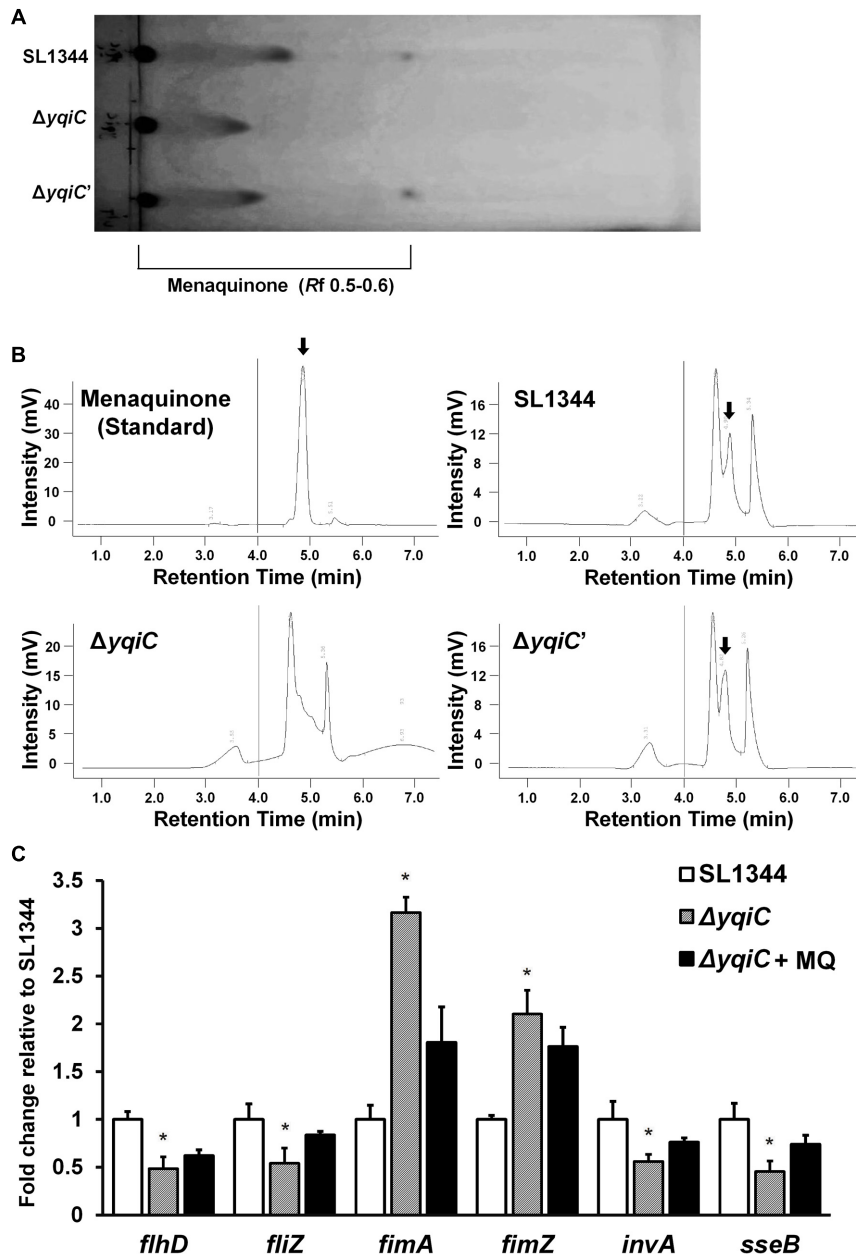 A
SL1344
ΔyqiC
ΔyqiC’
Menaquinone (Rf 0.5-0.6)
B
Menaquinone
(Standard)
Intensity (mV)
40
30
20
10
0
1.0 2.0 3.0 4.0 5.0 6.0 7.0
Retention Time (min)
SL1344
Intensity (mV)
16
12
8
4
0
1.0 2.0 3.0 4.0 5.0 6.0 7.0
Retention Time (min)
ΔyqiC
Intensity (mV)
20
15
10
5
0
1.0 2.0 3.0 4.0 5.0 6.0 7.0
Retention Time (min)
ΔyqiC’
Intensity (mV)
16
12
8
4
0
1.0 2.0 3.0 4.0 5.0 6.0 7.0
Retention Time (min)
C
Fold change relative to SL1344
3.5
3
2.5
2
1.5
1
0.5
0
SL1344
ΔyqiC
ΔyqiC + MQ
* * * * * *
flhD fliZ fimA fimZ invA sseB